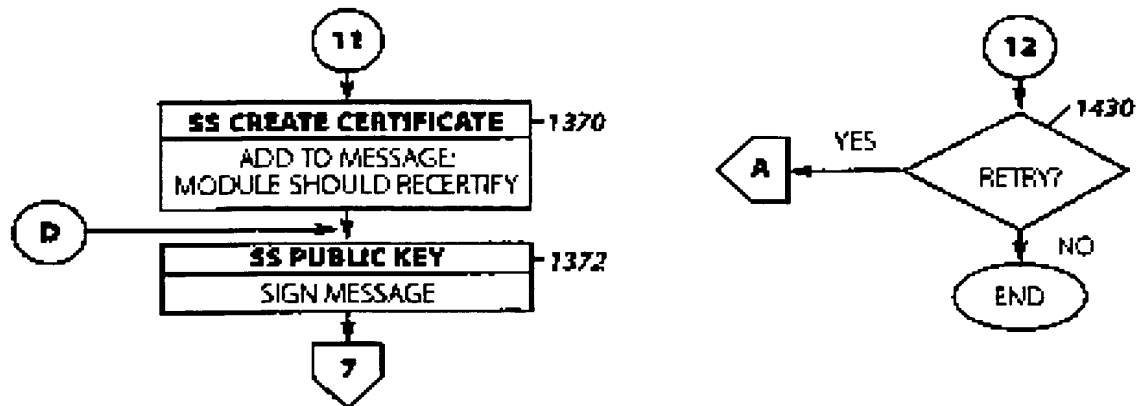 11
SS CREATE CERTIFICATE
1370
ADD TO MESSAGE:
MODULE SHOULD RECERTIFY
D
SS PUBLIC KEY
1372
SIGN MESSAGE
7
12
1430
YES
A
RETRY?
NO
END